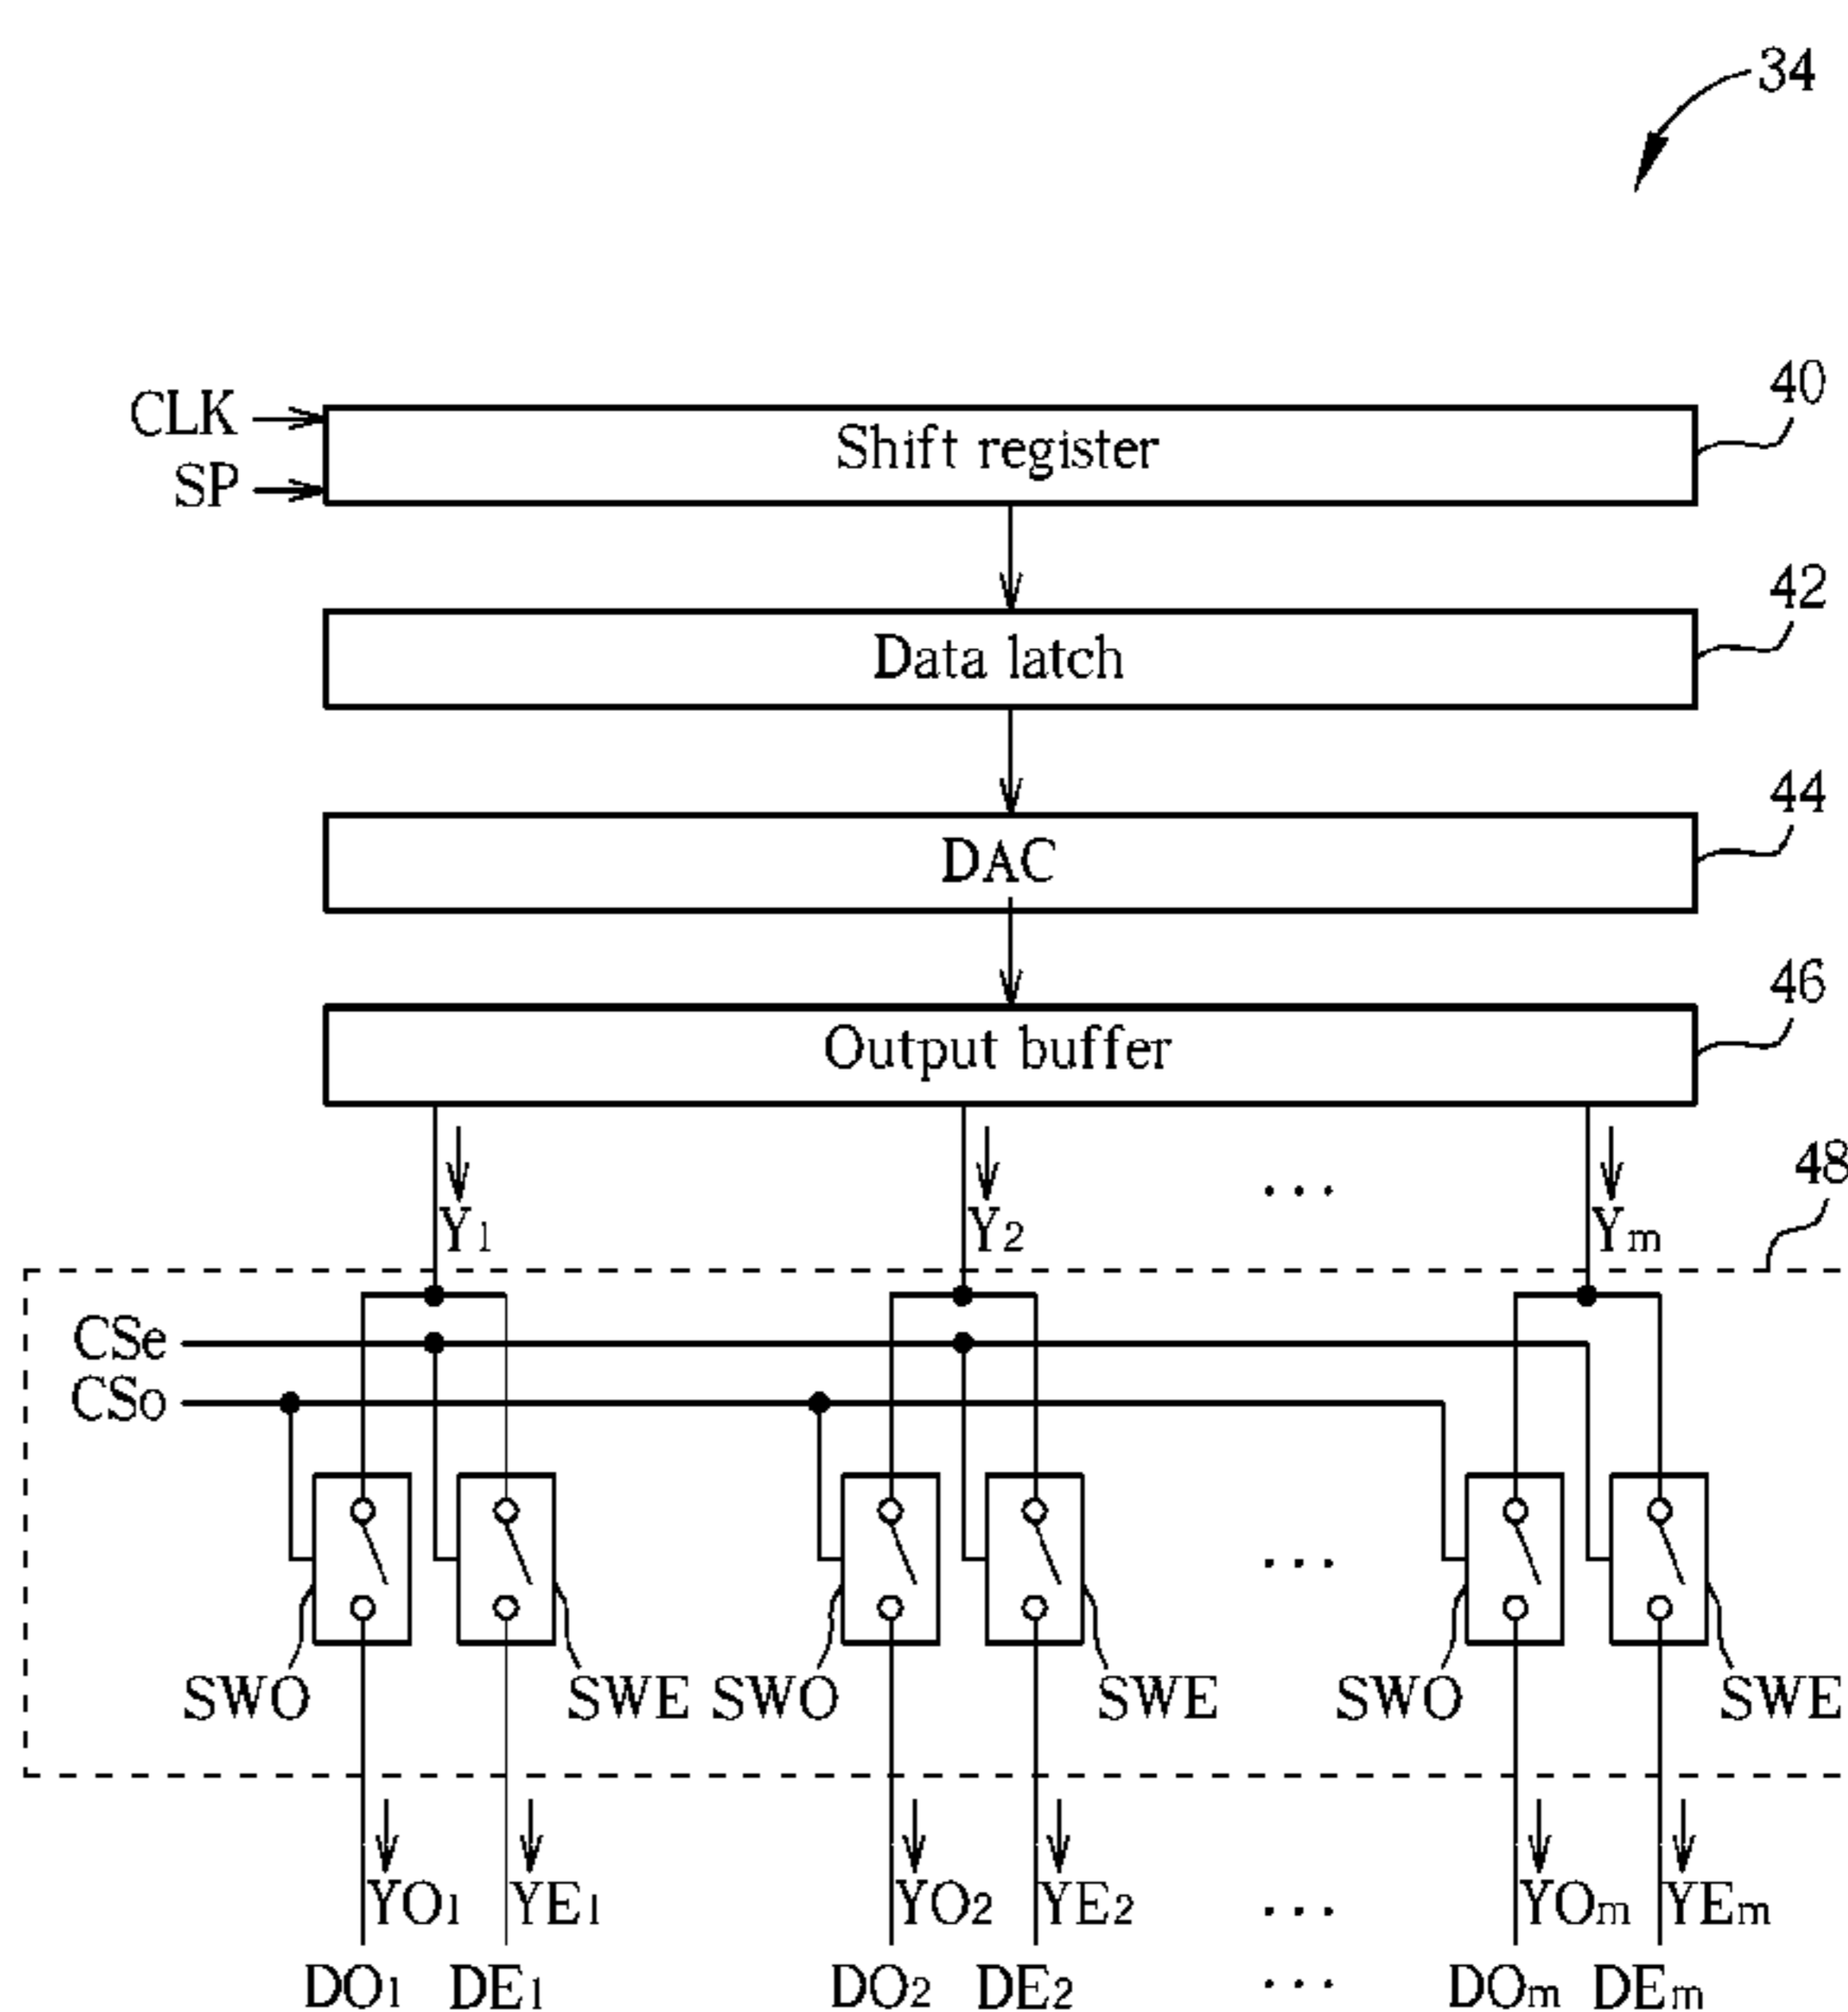 34
CLK
SP
Shift register
40
Data latch
42
DAC
44
Output buffer
46
Y1 Y2 ... Ym
48
CSe
CSo
SWO SWE SWO SWE ... SWO SWE
YO1 YE1 YO2 YE2 ... YOm YEm
DO1 DE1 DO2 DE2 ... DOm DEm